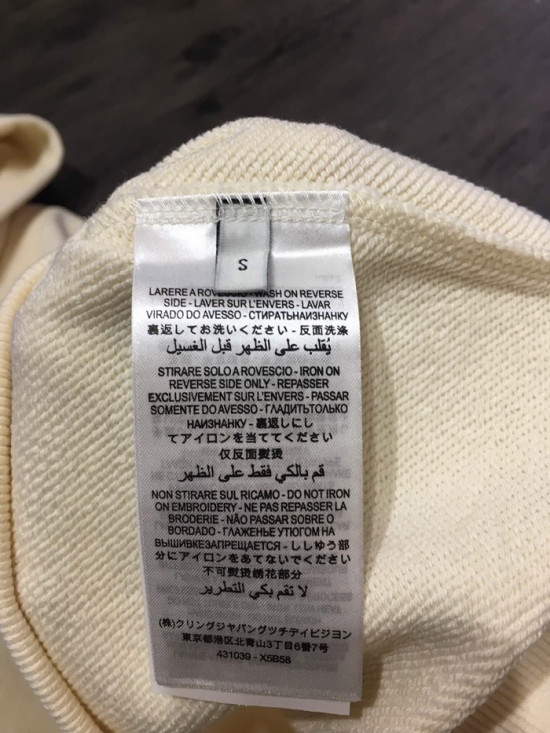 S
LARERE A ROVESCIO - WASH ON REVERSE
SIDE - LAVER SUR L'ENVERS - LAVAR
VIRADO DO AVESSO - СТИРАТЬНАИЗНАНКУ
裏返してお洗いください - 反面洗涤
يُقلب على الظهر قبل الغسيل
STIRARE SOLO A ROVESCIO - IRON ON
REVERSE SIDE ONLY - REPASSER
EXCLUSIVEMENT SUR L'ENVERS - PASSAR
SOMENTE DO AVESSO - ГЛАДИТЬТОЛЬКО
НАИЗНАНКУ - 裏返しにし
てアイロンを当ててください
仅反面熨烫
قم بالكي فقط على الظهر
NON STIRARE SUL RICAMO - DO NOT IRON
ON EMBROIDERY - NE PAS REPASSER LA
BRODERIE - NÃO PASSAR SOBRE O
BORDADO - ГЛАЖЕНЬЕ УТЮГОМ НА
ВЫШИВКЕЗАПРЕЩАЕТСЯ - ししゆう部
分にアイロンをあてないでください
不可熨烫绣花部分
لا تقم بكي التطريز
(株)クリングジャパングツチデイビジヨン
東京都港区北青山3丁目6番7号
431039 - X5B58